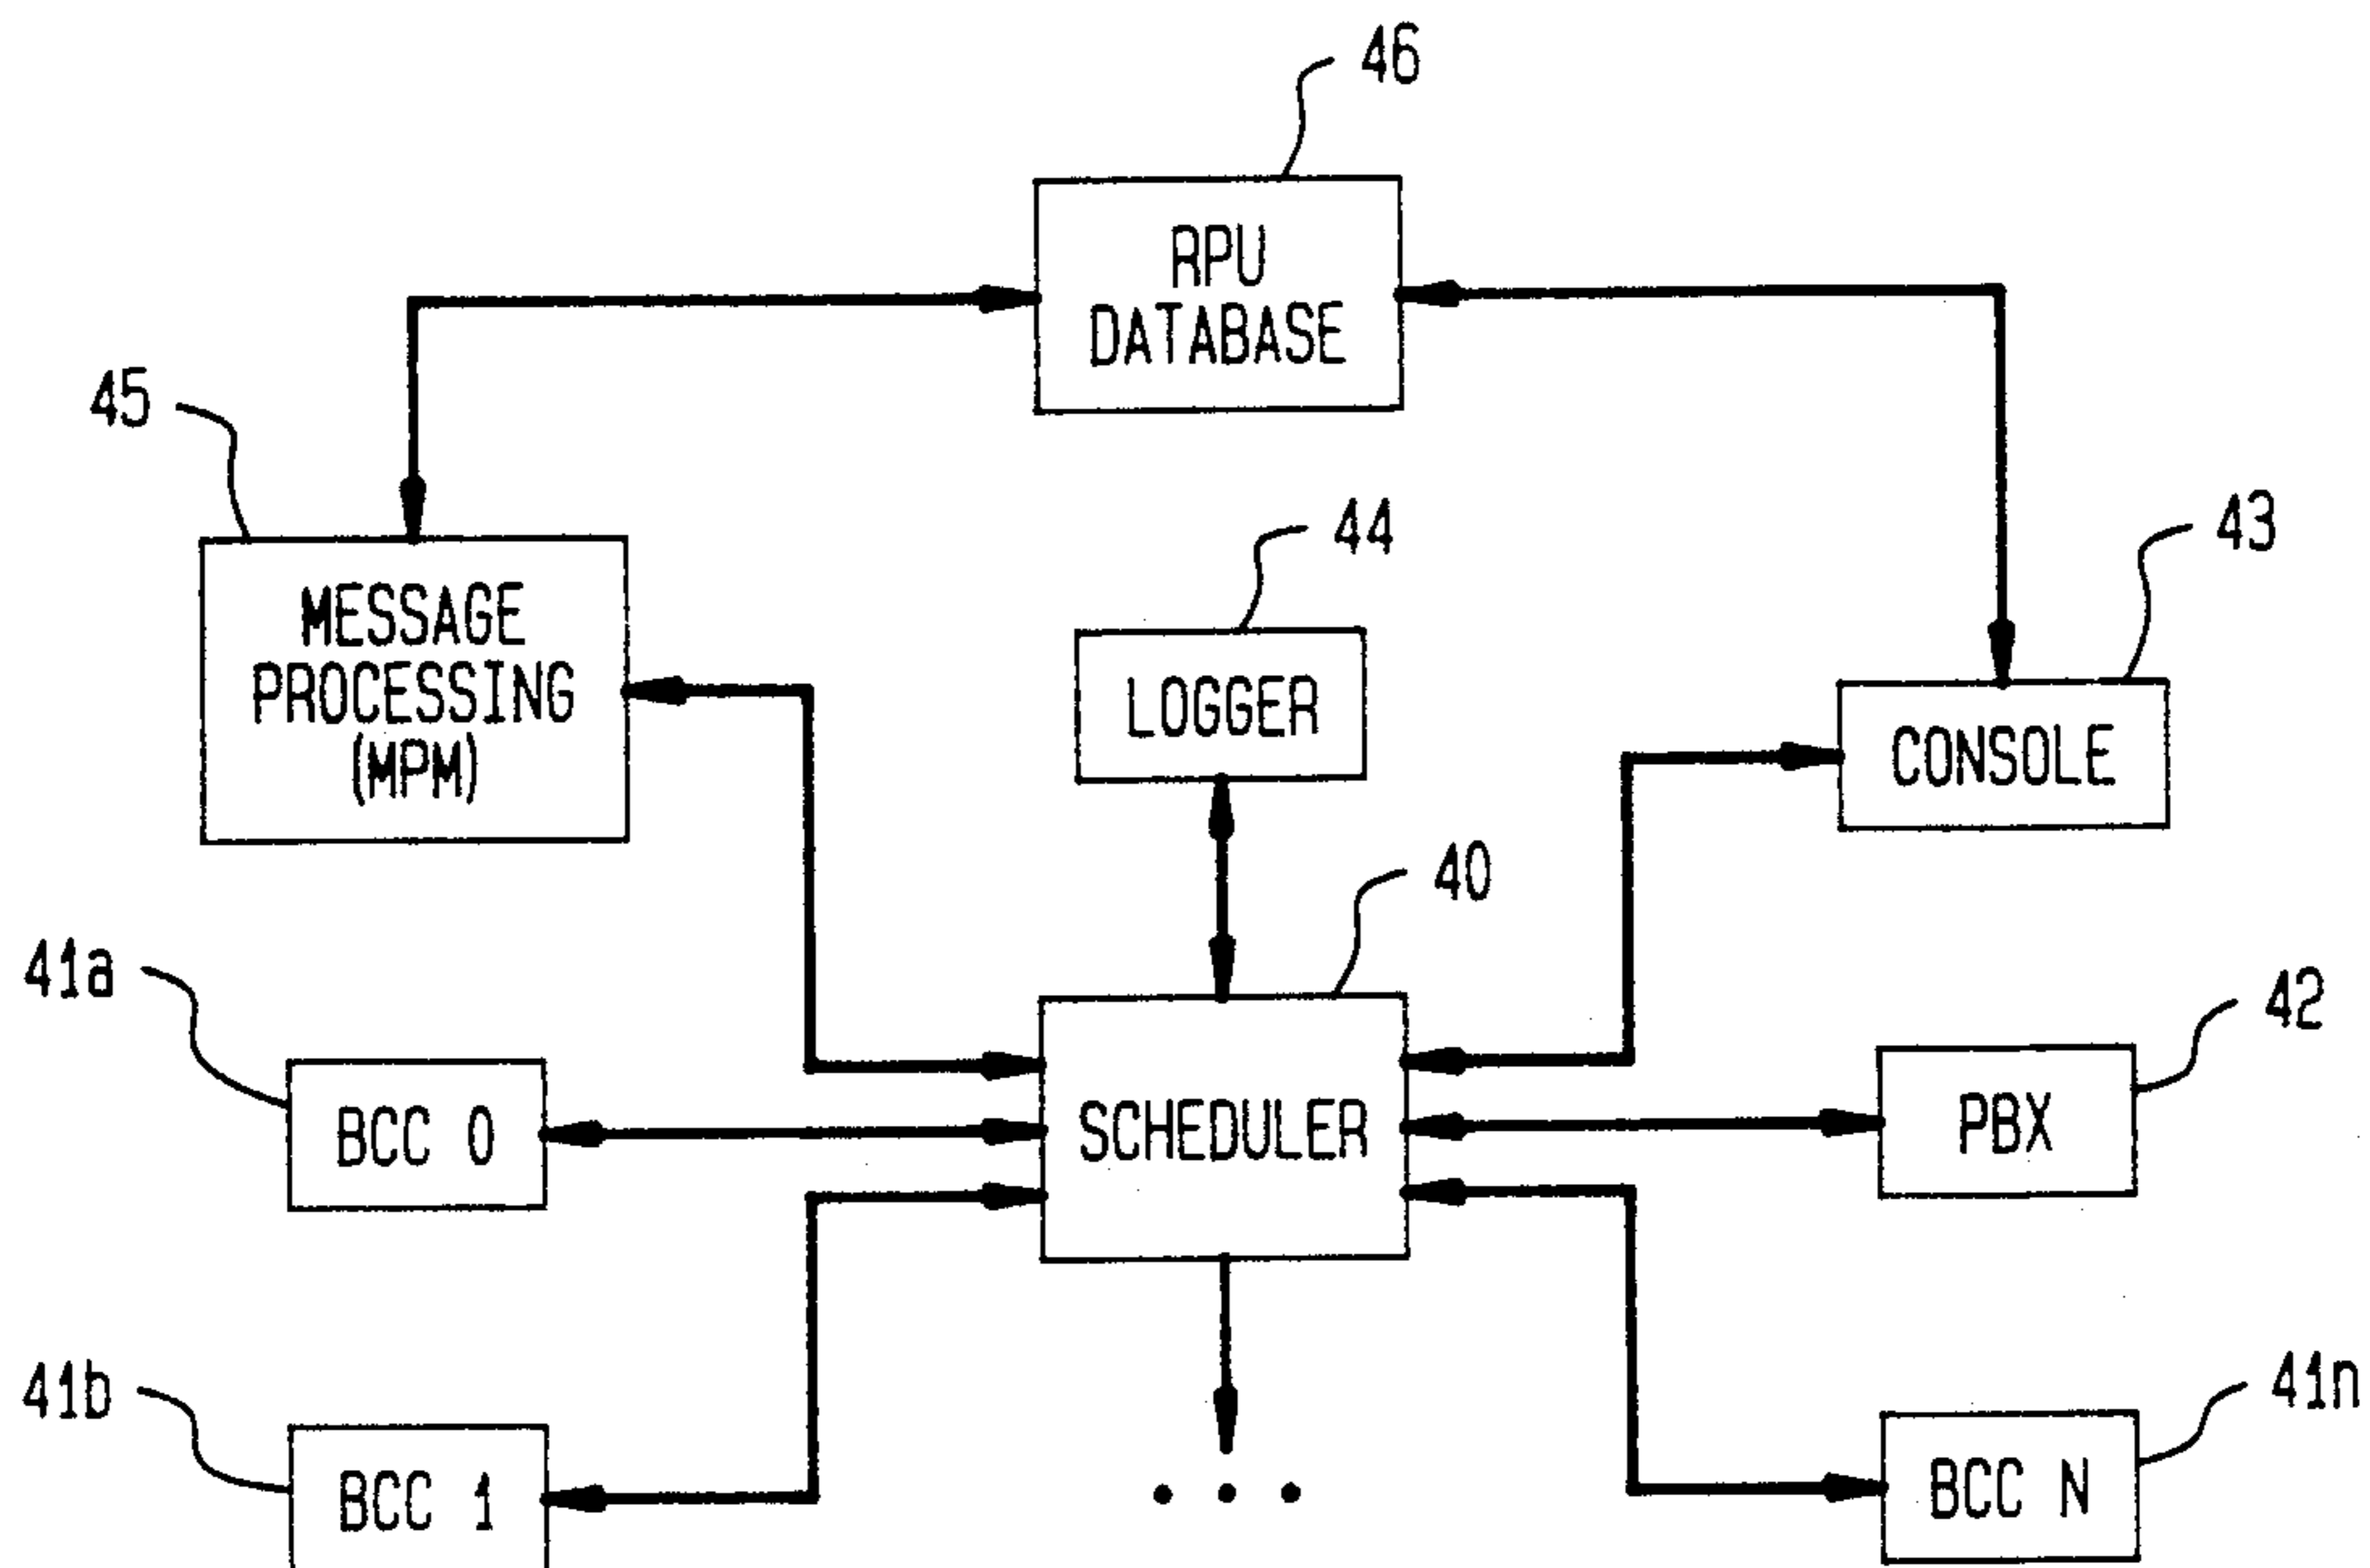 46
RPU
DATABASE
45
MESSAGE
PROCESSING
(MPM)
44
LOGGER
43
CONSOLE
40
SCHEDULER
41a
BCC 0
42
PBX
41b
BCC 1
41n
BCC N